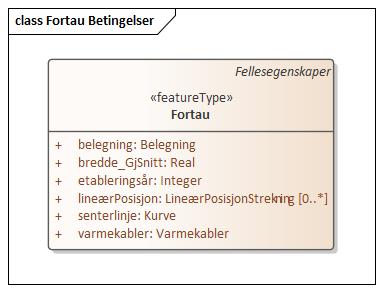 class Fortau Betingelser
Fellesegenskaper
«featureType»
Fortau
+ belegning: Belegning
+ bredde_GjSnitt: Real
+ etableringsår: Integer
+ lineærPosisjon: LineærPosisjonStrekning [0..*]
+ senterlinje: Kurve
+ varmekabler: Varmekabler